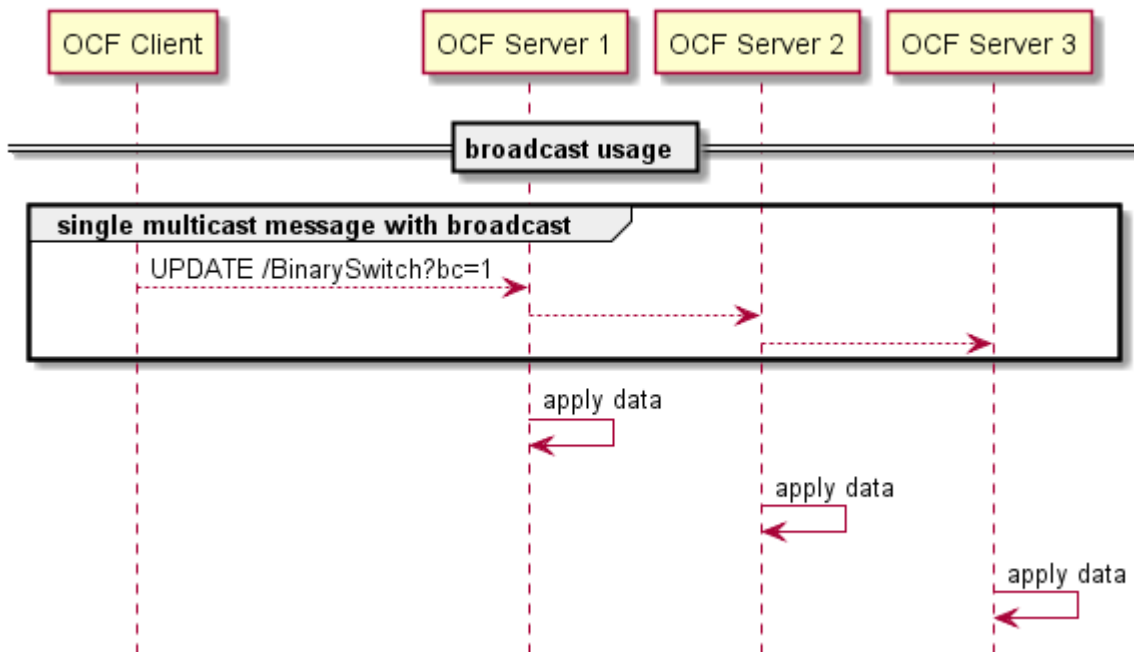 OCF Client
OCF Server 1
OCF Server 2
OCF Server 3
broadcast usage
single multicast message with broadcast
UPDATE /BinarySwitch?bc=1
apply data
apply data
apply data